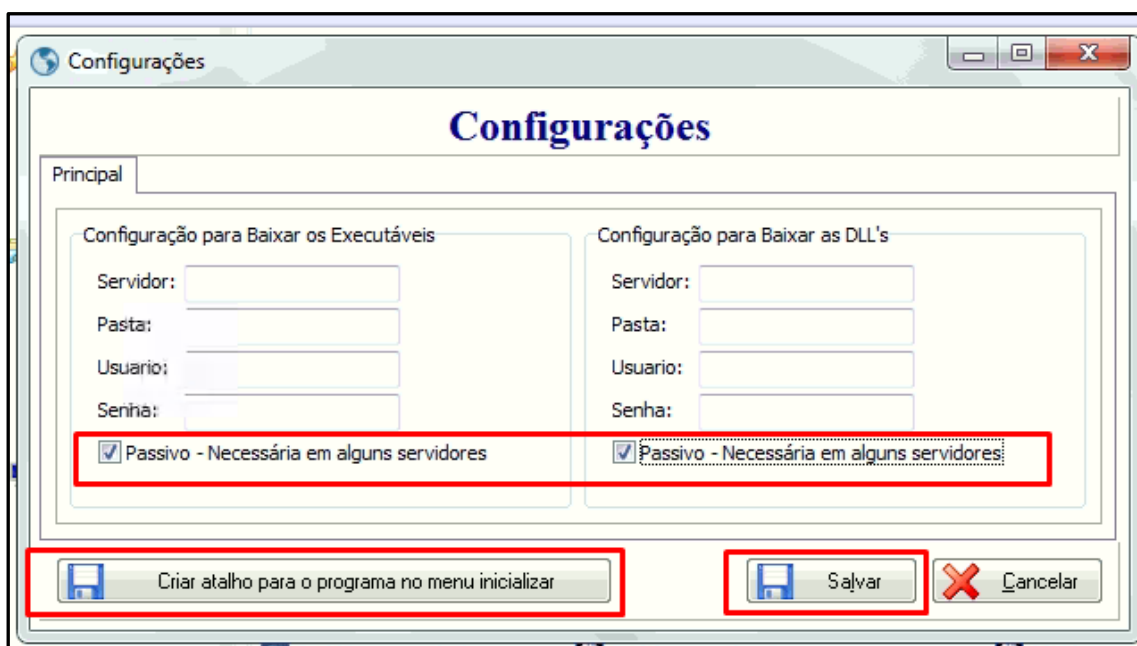 Configurações
Configurações
Principal
Configuração para Baixar os Executáveis
Servidor:
Pasta:
Usuario:
Senha:
Passivo - Necessária em alguns servidores
Configuração para Baixar as DLL's
Servidor:
Pasta:
Usuario:
Senha:
Passivo - Necessária em alguns servidores
Criar atalho para o programa no menu inicializar
Salvar
Cancelar